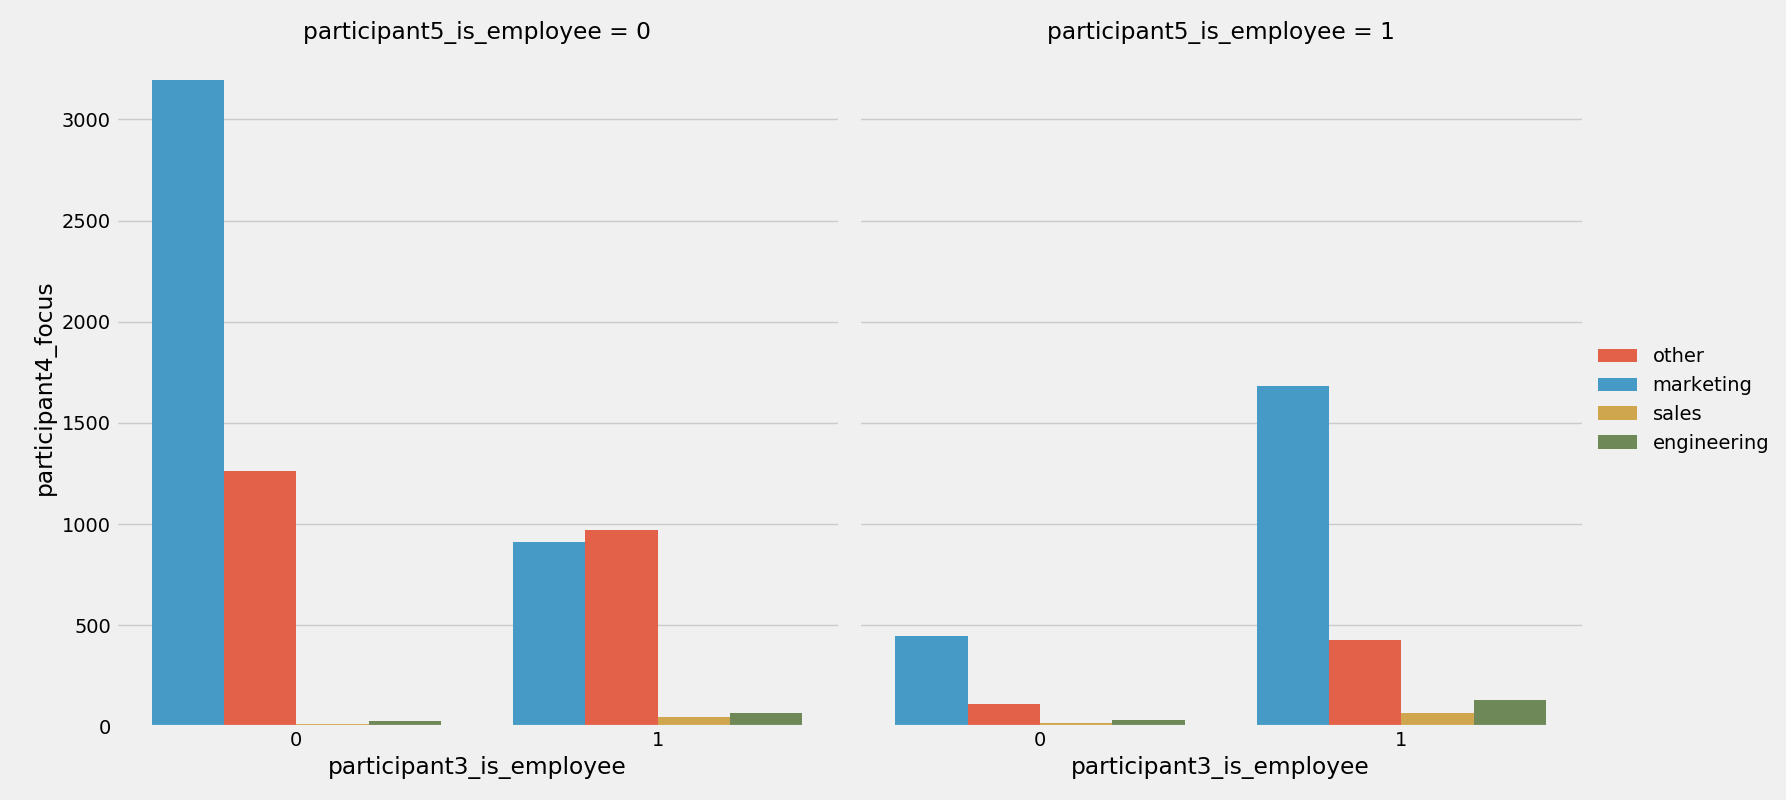 participant5_is_employee = 0
participant5_is_employee = 1
participant4_focus
3000
2500
2000
1500
1000
500
0
0
1
0
1
participant3_is_employee
participant3_is_employee
other
marketing
sales
engineering